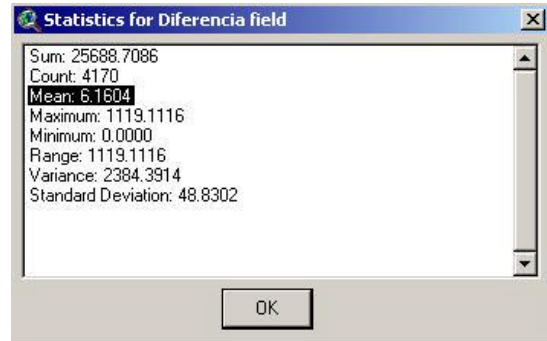 Statistics for Diferencia field
Sum: 25688.7086
Count: 4170
Mean: 6.1604
Maximum: 1119.1116
Minimum: 0.0000
Range: 1119.1116
Variance: 2384.3914
Standard Deviation: 48.8302
OK